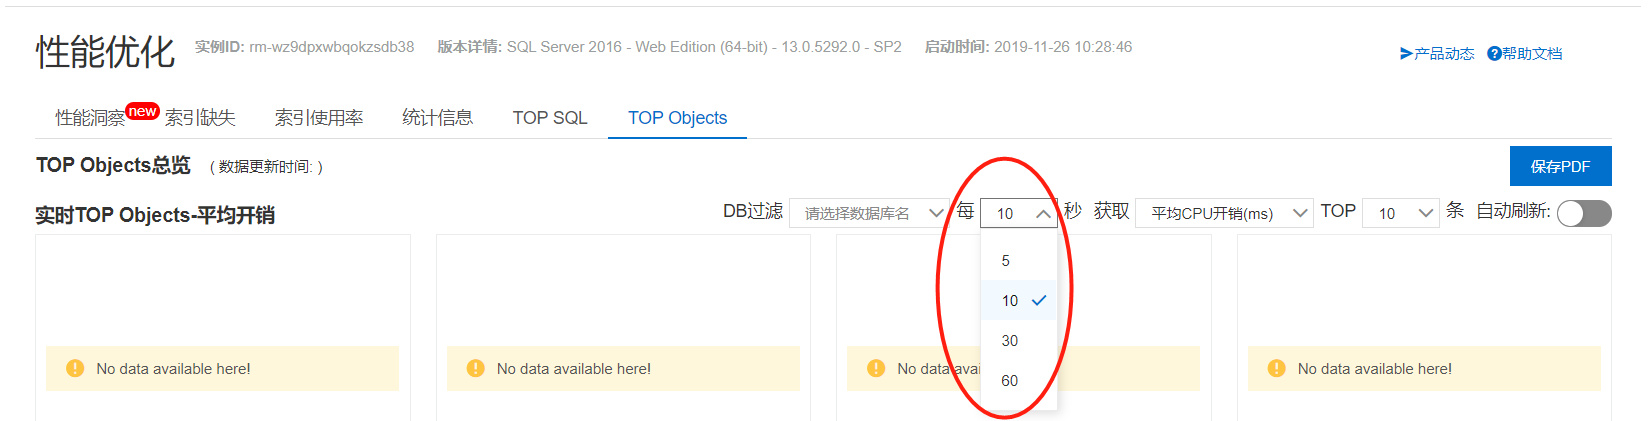 性能优化 实例ID: rm-wz9dpxwbqokzsdb38 版本详情: SQL Server 2016 - Web Edition (64-bit) - 13.0.5292.0 - SP2 启动时间: 2019-11-26 10:28:46
产品动态 帮助文档
性能洞察 new 索引缺失 索引使用率 统计信息 TOP SQL TOP Objects
TOP Objects总览 ( 数据更新时间: ) 保存PDF
实时TOP Objects-平均开销 DB过滤 请选择数据库名 每 10 秒 获取 平均CPU开销(ms) TOP 10 条 自动刷新:
5
10
30
No data available here! No data available here! No data avai available here!
60